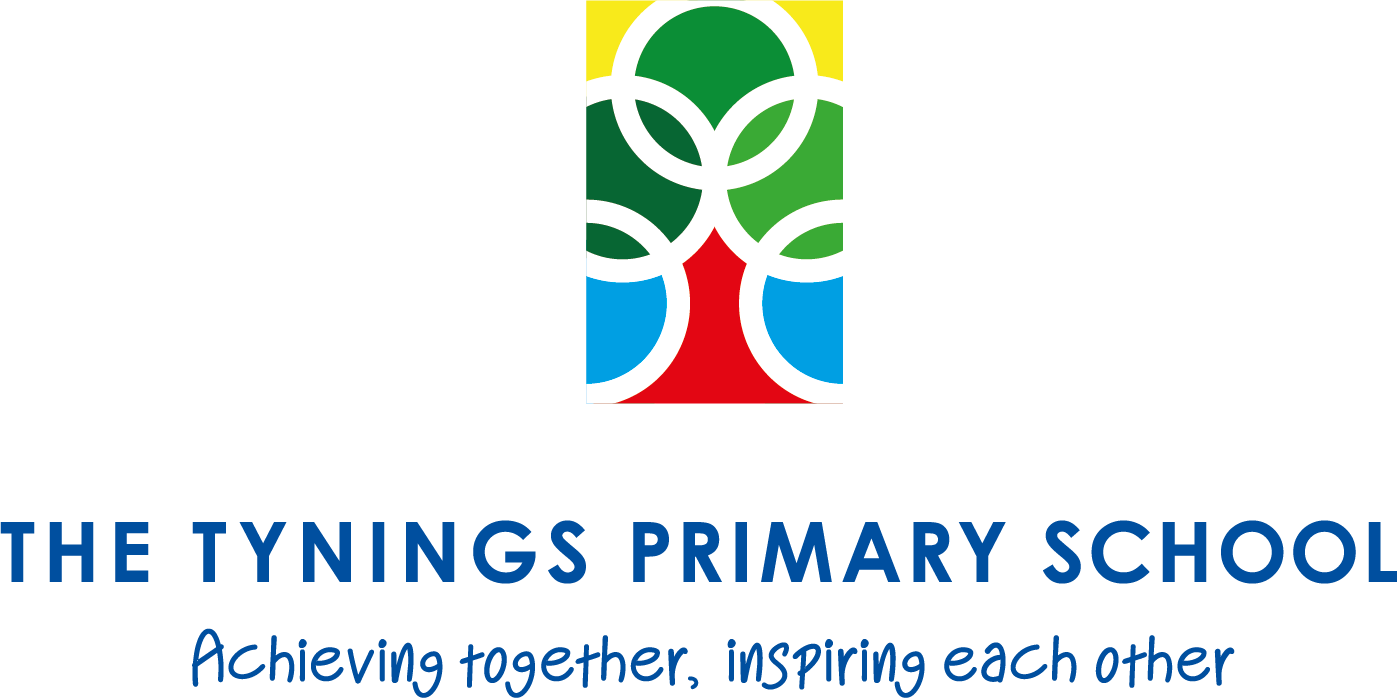 THE TYNINGS PRIMARY SCHOOL
Achieving together, inspiring each other